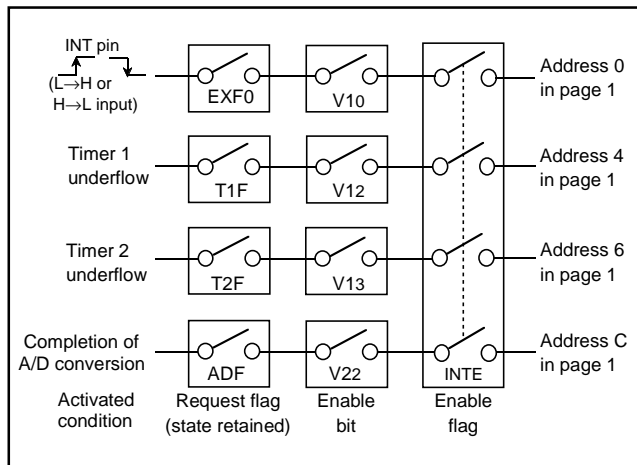 INT pin
(L→H or
H→L input)
EXF0
V10
Address 0
in page 1
Timer 1
underflow
T1F
V12
Address 4
in page 1
Timer 2
underflow
T2F
V13
Address 6
in page 1
Completion of
A/D conversion
ADF
V22
INTE
Address C
in page 1
Activated
condition
Request flag
(state retained)
Enable
bit
Enable
flag